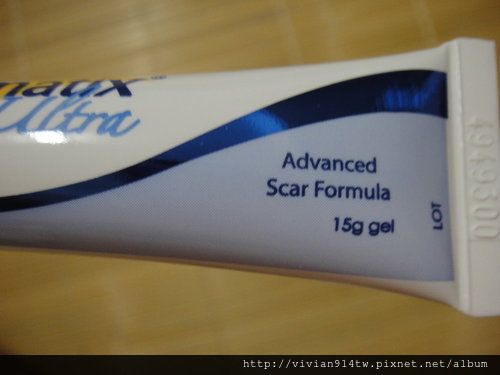 Ultra
Advanced
Scar Formula
15g gel
LOT
4949300
http://vivian914tw.pixnet.net/album